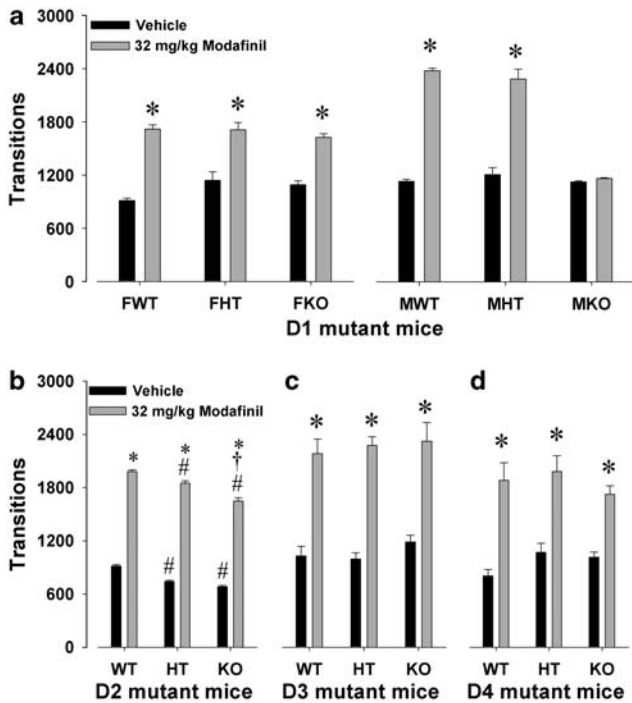 a
Vehicle
32 mg/kg Modafinil
Transitions
3000
2400
1800
1200
600
0
* * * * *
FWT FHT FKO MWT MHT MKO
D1 mutant mice
b c d
Vehicle
32 mg/kg Modafinil
Transitions
3000
2400
1800
1200
600
0
* * * * * * * * *
†
# #
# #
WT HT KO WT HT KO WT HT KO
D2 mutant mice D3 mutant mice D4 mutant mice